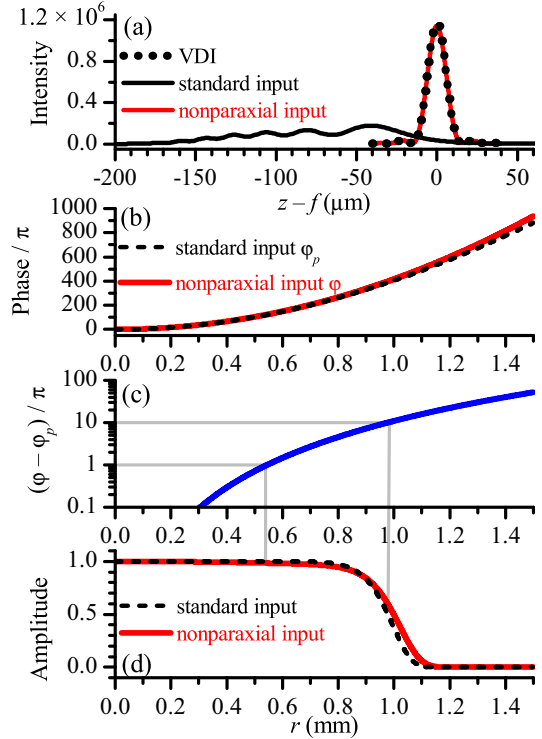 1.2 × 10⁶
(a)
VDI
standard input
nonparaxial input
Intensity
0.8
0.4
0.0
-200 -150 -100 -50 0 50
z – f (μm)
1000
(b)
800
standard input φp
600
nonparaxial input φ
400
200
0
Phase / π
0.0 0.2 0.4 0.6 0.8 1.0 1.2 1.4
100
(c)
10
1
0.1
(φ – φp) / π
0.0 0.2 0.4 0.6 0.8 1.0 1.2 1.4
1.0
standard input
0.5
nonparaxial input
0.0
(d)
Amplitude
0.0 0.2 0.4 0.6 0.8 1.0 1.2 1.4
r (mm)